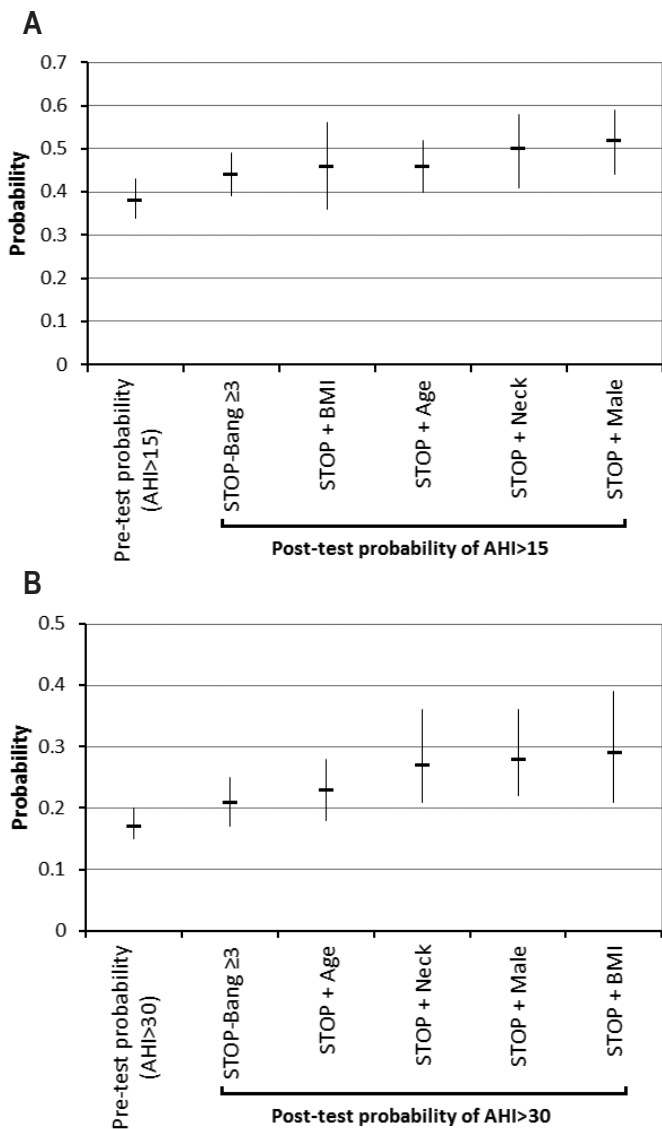 A
0.7
0.6
0.5
0.4
0.3
0.2
0.1
0
Probability
Pre-test probability
(AHI>15)
STOP-Bang ≥3
STOP + BMI
STOP + Age
STOP + Neck
STOP + Male
Post-test probability of AHI>15
B
0.5
0.4
0.3
0.2
0.1
0
Probability
Pre-test probability
(AHI>30)
STOP-Bang ≥3
STOP + Age
STOP + Neck
STOP + Male
STOP + BMI
Post-test probability of AHI>30